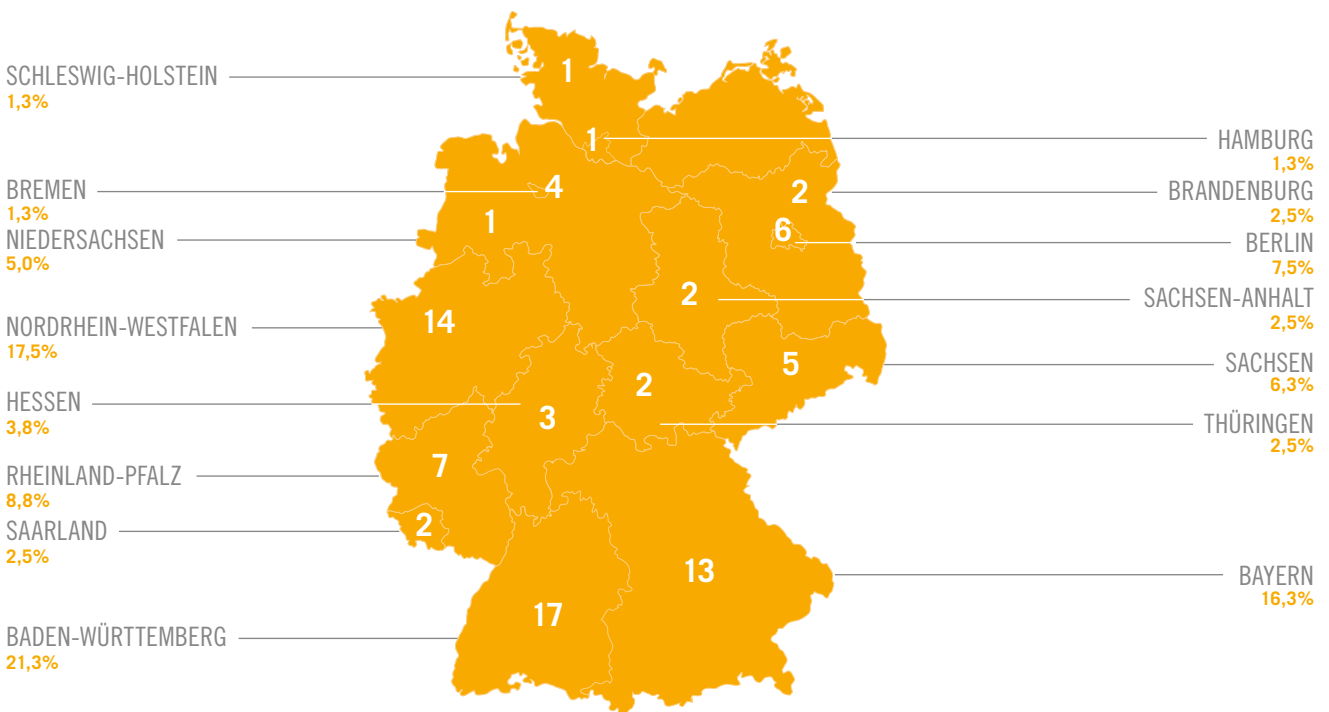 SCHLESWIG-HOLSTEIN
1,3%
BREMEN
1,3%
NIEDERSACHSEN
5,0%
NORDRHEIN-WESTFALEN
17,5%
HESSEN
3,8%
RHEINLAND-PFALZ
8,8%
SAARLAND
2,5%
BADEN-WÜRTTEMBERG
21,3%
1
1
4
2
1
6
2
14
5
2
3
7
2
13
17
HAMBURG
1,3%
BRANDENBURG
2,5%
BERLIN
7,5%
SACHSEN-ANHALT
2,5%
SACHSEN
6,3%
THÜRINGEN
2,5%
BAYERN
16,3%